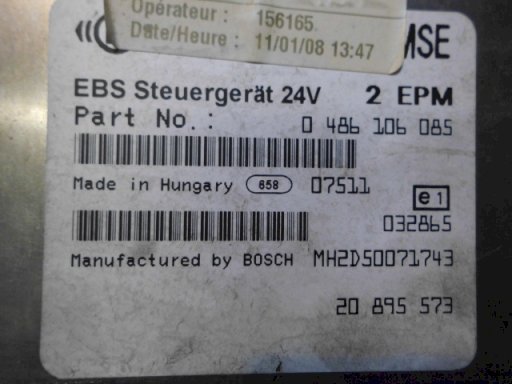 Opérateur : 156165
Date/Heure : 11/01/08 13:47
MSE
EBS Steuergerät 24V 2 EPM
Part No.: 0 486 106 085
Made in Hungary 658 07511
e1
032865
Manufactured by BOSCH MH2D50071743
20 895 573